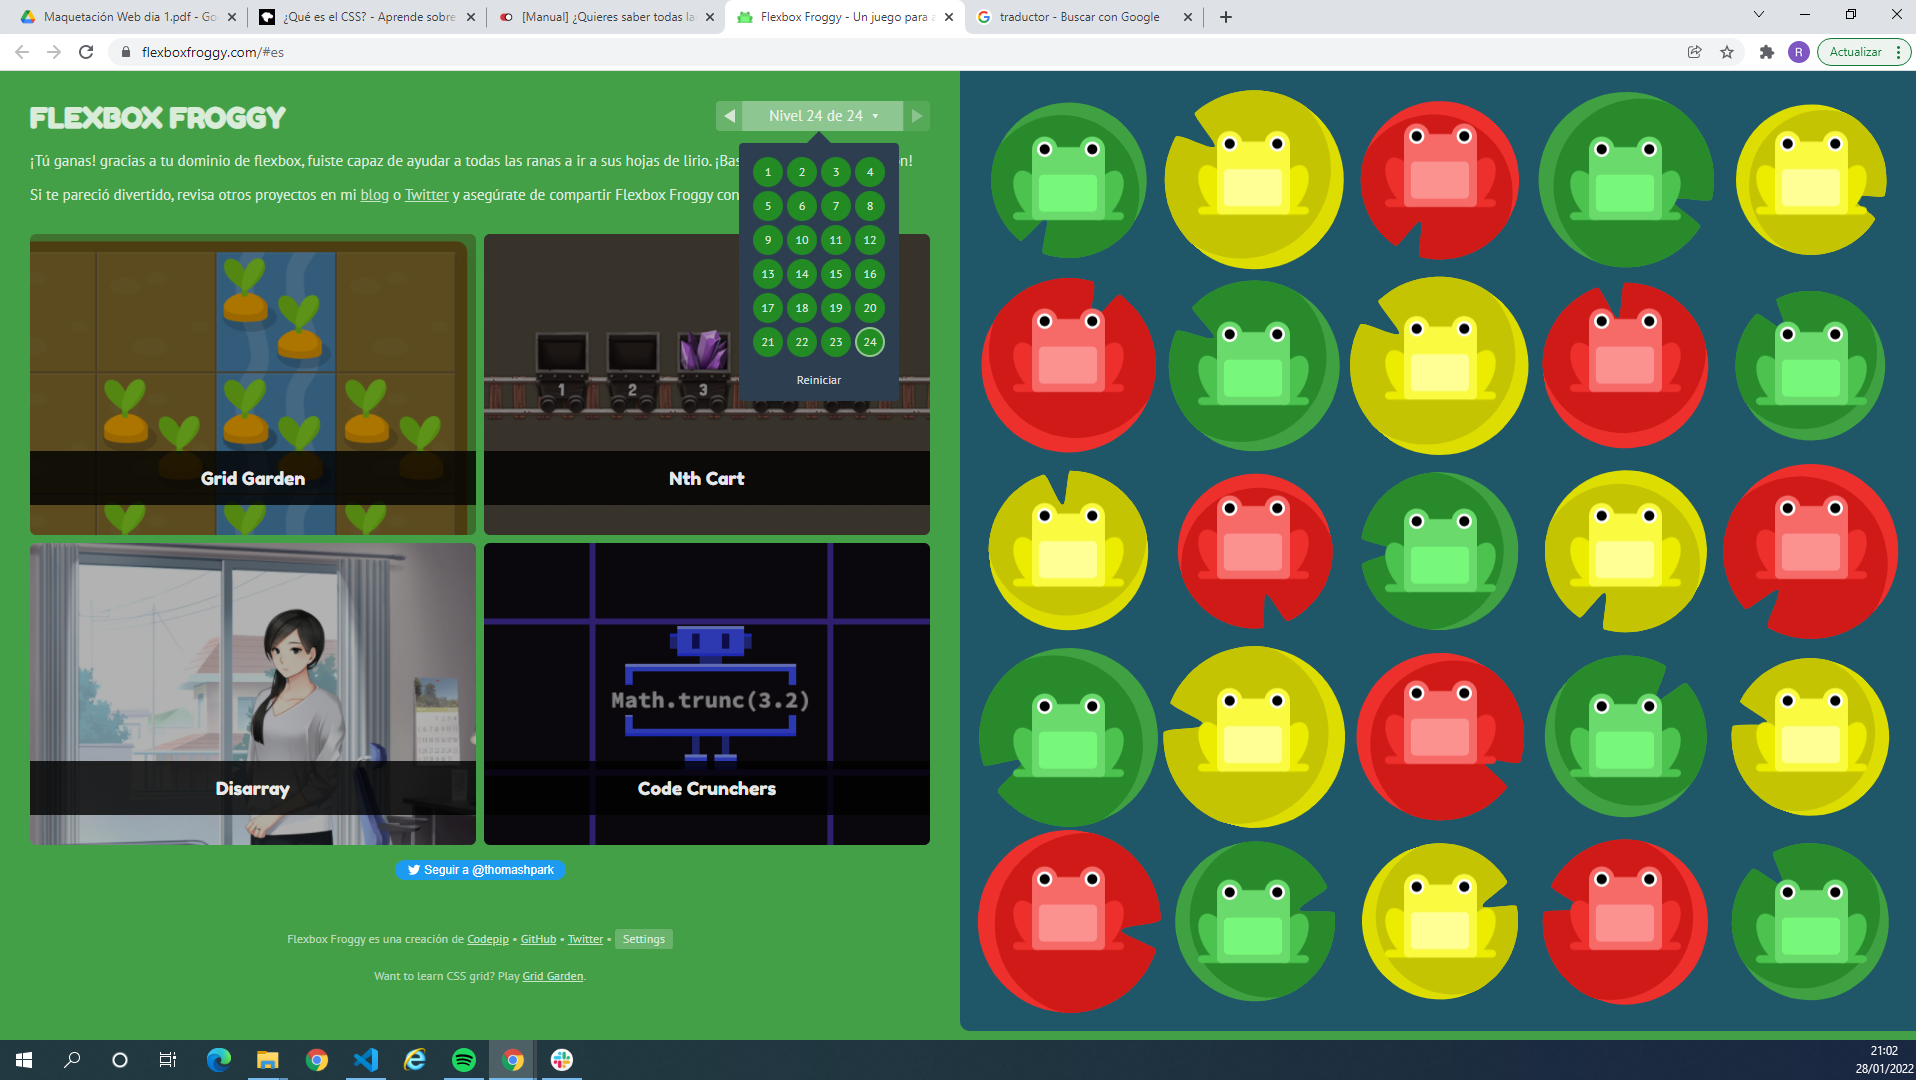 Maquetación Web dia 1.pdf - Go
¿Qué es el CSS? - Aprende sobre
[Manual] ¿Quieres saber todas la
Flexbox Froggy - Un juego para a
traductor - Buscar con Google
flexboxfroggy.com/#es
R
Actualizar
FLEXBOX FROGGY
Nivel 24 de 24
¡Tú ganas! gracias a tu dominio de flexbox, fuiste capaz de ayudar a todas las ranas a ir a sus hojas de lirio. ¡Bas
n!
Si te pareció divertido, revisa otros proyectos en mi blog o Twitter y asegúrate de compartir Flexbox Froggy con
1 2 3 4
5 6 7 8
9 10 11 12
13 14 15 16
17 18 19 20
21 22 23 24
Reiniciar
1 2 3
Grid Garden
Nth Cart
Math.trunc(3.2)
Disarray
Code Crunchers
Seguir a @thomashpark
Flexbox Froggy es una creación de Codepip • GitHub • Twitter • Settings
Want to learn CSS grid? Play Grid Garden.
21:02
28/01/2022